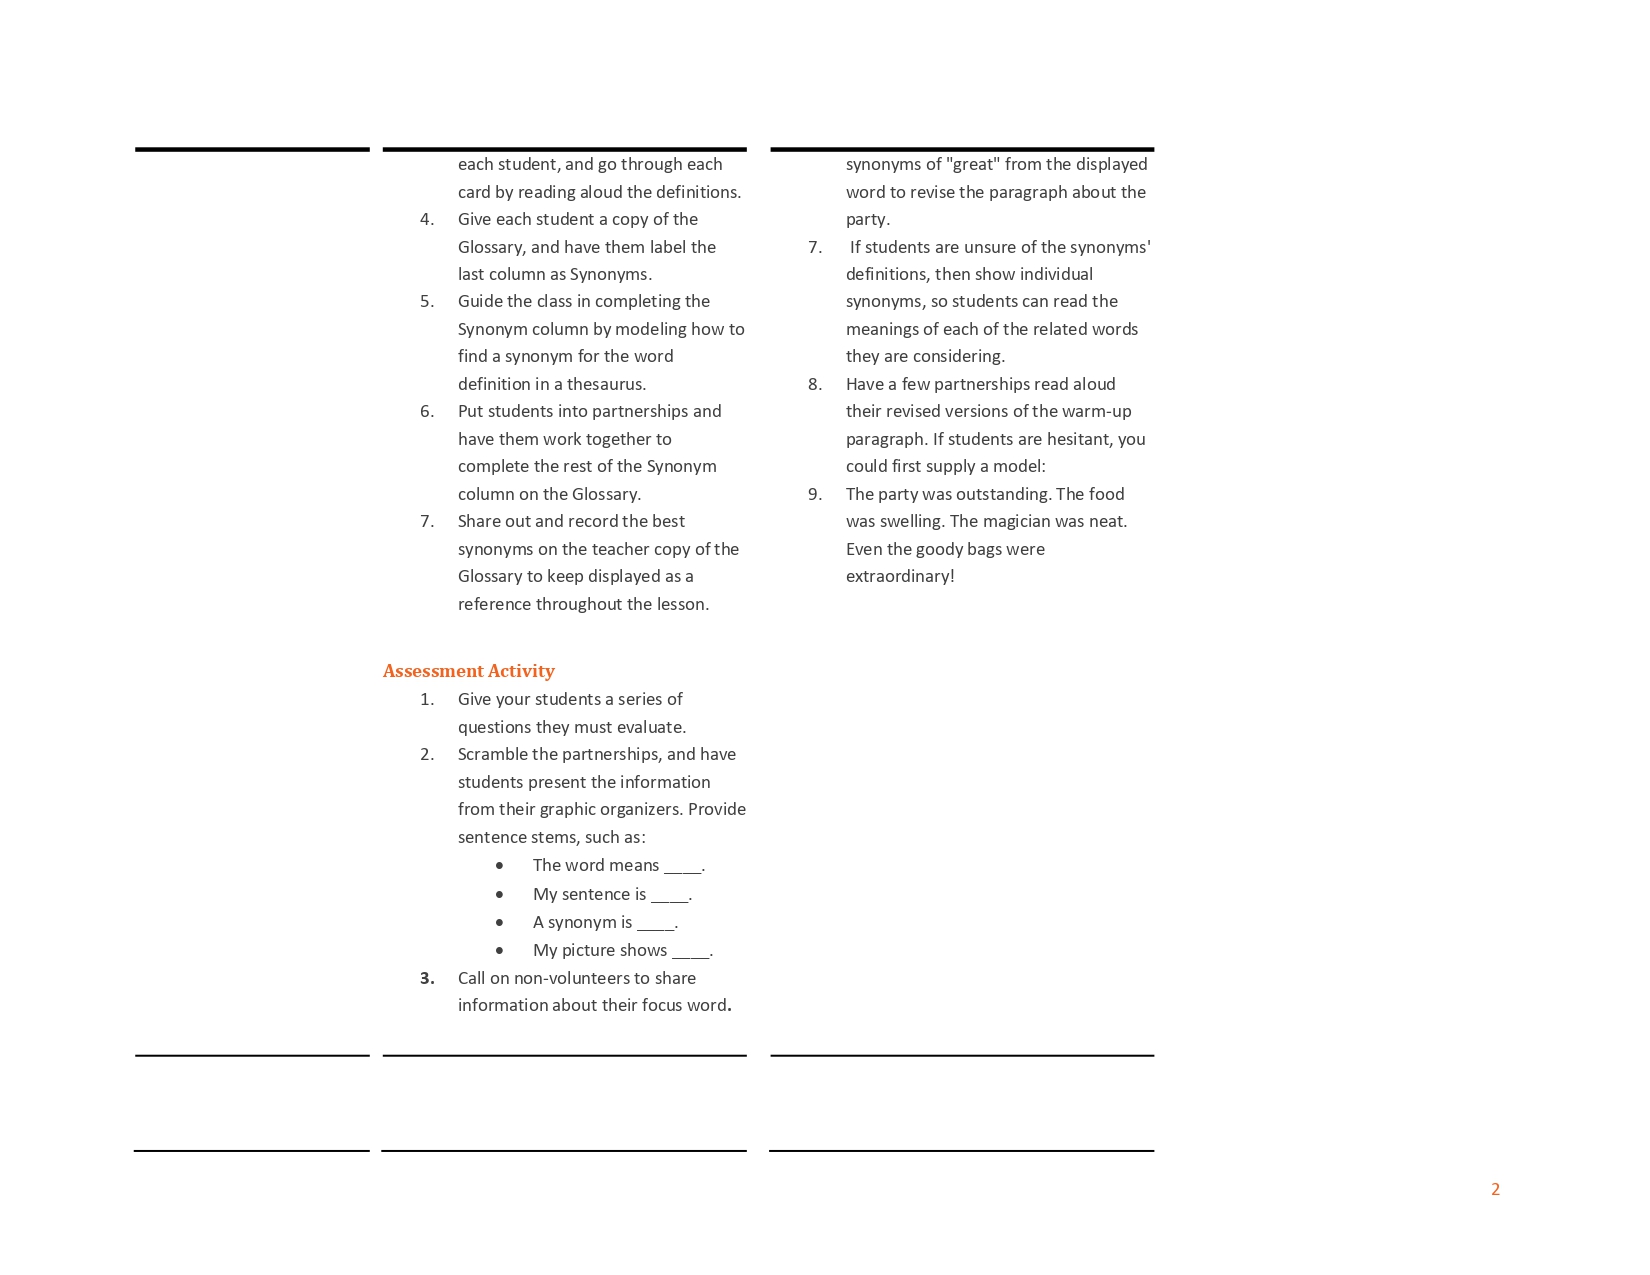 each student, and go through each
card by reading aloud the definitions.
4. Give each student a copy of the
Glossary, and have them label the
last column as Synonyms.
5. Guide the class in completing the
Synonym column by modeling how to
find a synonym for the word
definition in a thesaurus.
6. Put students into partnerships and
have them work together to
complete the rest of the Synonym
column on the Glossary.
7. Share out and record the best
synonyms on the teacher copy of the
Glossary to keep displayed as a
reference throughout the lesson.
Assessment Activity
1. Give your students a series of
questions they must evaluate.
2. Scramble the partnerships, and have
students present the information
from their graphic organizers. Provide
sentence stems, such as:
• The word means ____.
• My sentence is ____.
• A synonym is ____.
• My picture shows ____.
3. Call on non-volunteers to share
information about their focus word.
synonyms of "great" from the displayed
word to revise the paragraph about the
party.
7. If students are unsure of the synonyms'
definitions, then show individual
synonyms, so students can read the
meanings of each of the related words
they are considering.
8. Have a few partnerships read aloud
their revised versions of the warm-up
paragraph. If students are hesitant, you
could first supply a model:
9. The party was outstanding. The food
was swelling. The magician was neat.
Even the goody bags were
extraordinary!
2